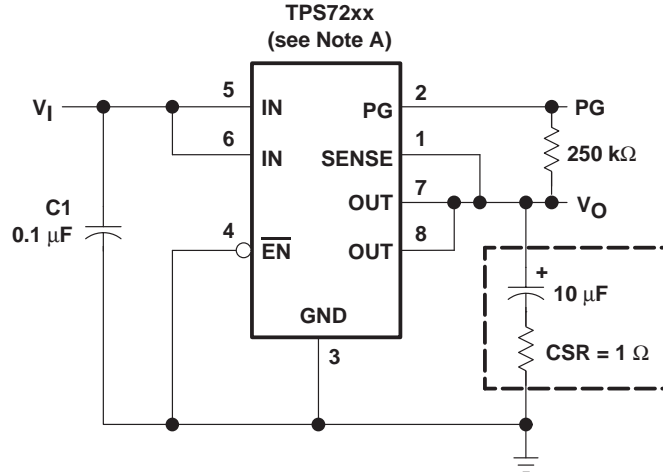 TPS72xx
(see Note A)
V_I
5
IN
PG
2
PG
6
IN
SENSE
1
250 kΩ
OUT
7
V_O
C1
0.1 μF
4
EN
OUT
8
+
10 μF
GND
CSR = 1 Ω
3